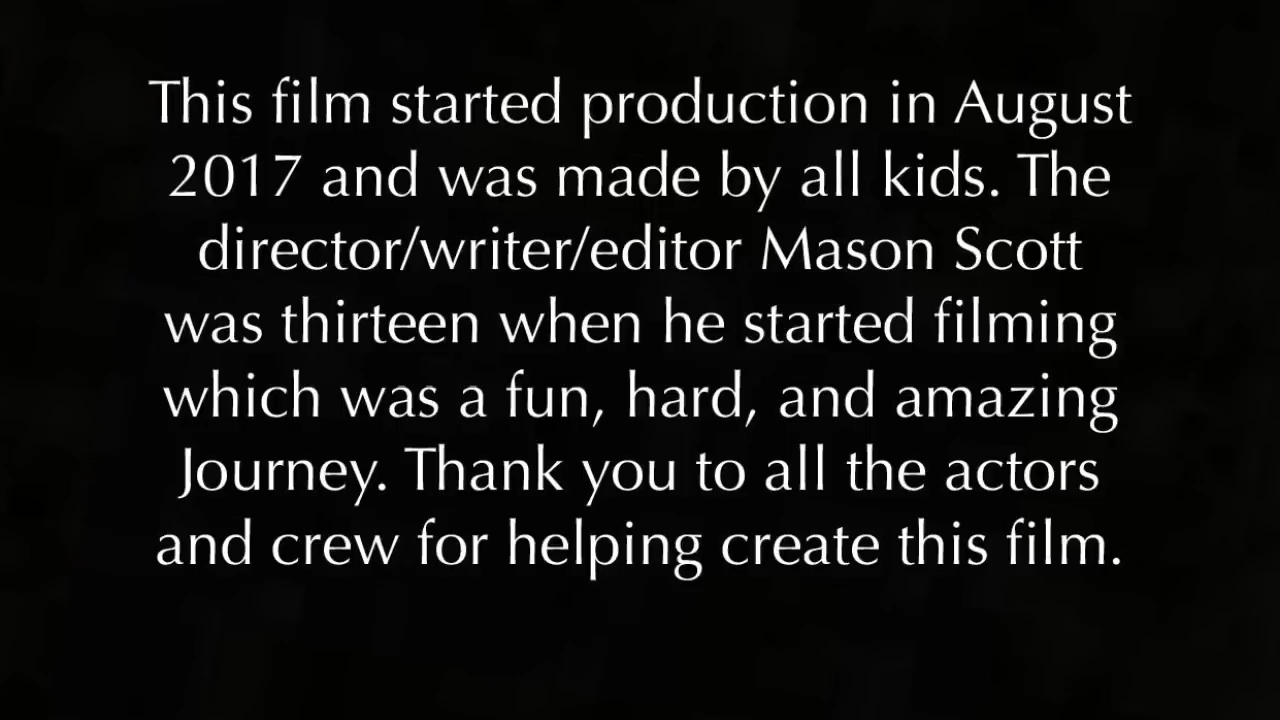 This film started production in August
2017 and was made by all kids. The
director/writer/editor Mason Scott
was thirteen when he started filming
which was a fun, hard, and amazing
Journey. Thank you to all the actors
and crew for helping create this film.